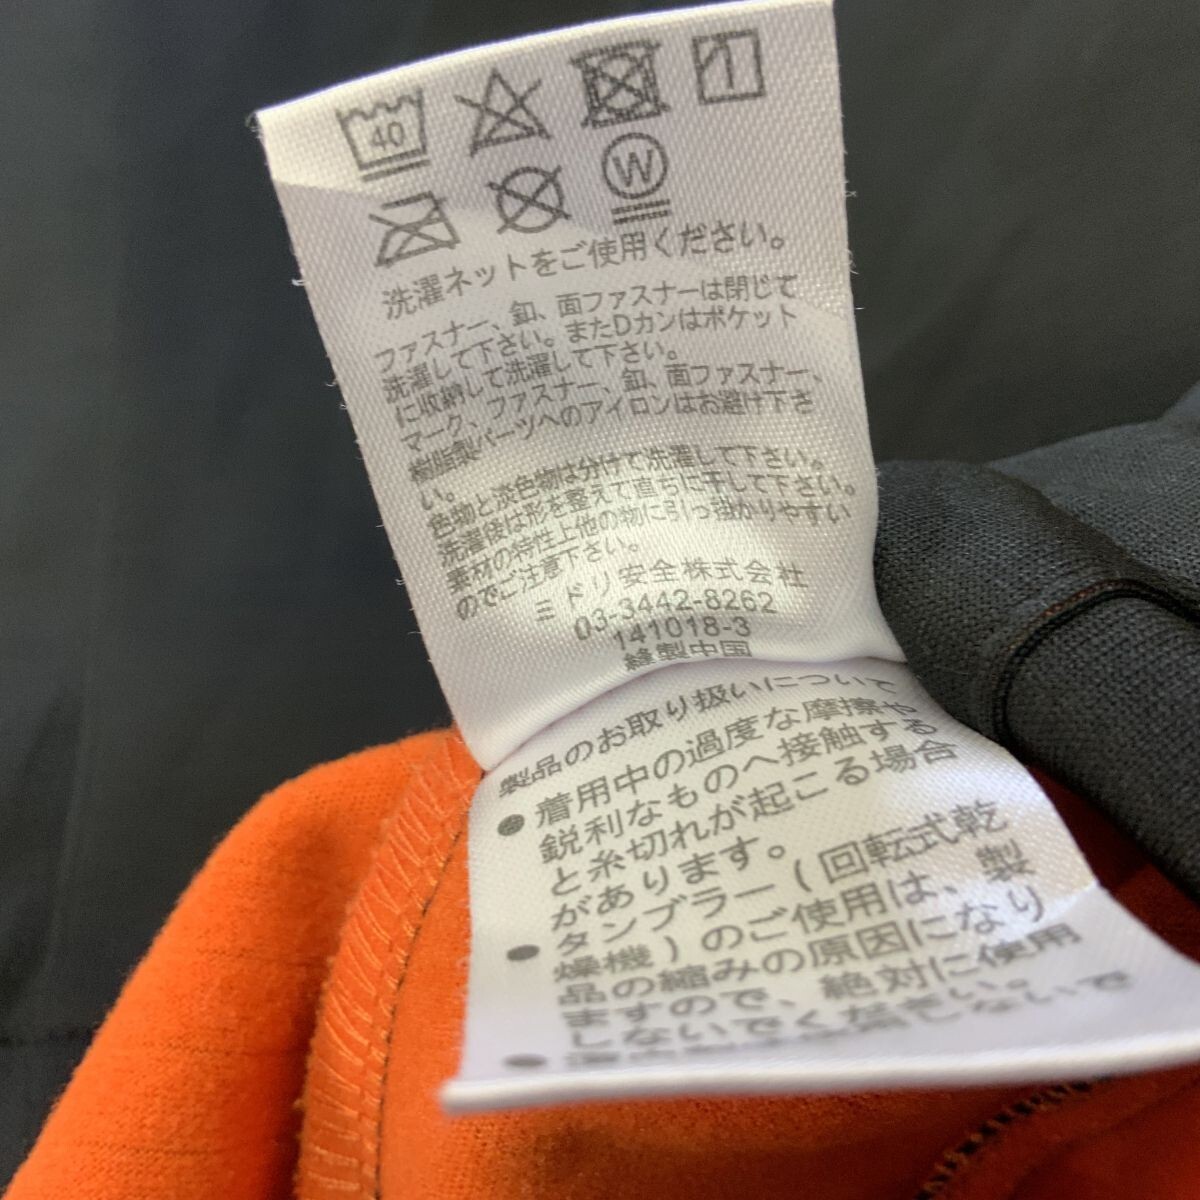 40
W
洗濯ネットをご使用ください。
ファスナー、釦、面ファスナーは閉じて
洗濯して下さい。またDカンはポケット
に収納して洗濯して下さい。
マーク、ファスナー、釦、面ファスナー、
樹脂製パーツへのアイロンはお避け下さ
い。
色物と淡色物は分けて洗濯して下さい。
洗濯後は形を整えて直ちに干して下さい。
素材の特性上他の物に引っ掛かりやすい
のでご注意下さい。
ミドリ安全株式会社
03-3442-8262
141018-3
縫製中国
製品のお取り扱いについて
●着用中の過度な摩擦や
鋭利なものへ接触する
と糸切れが起こる場合
があります。
●タンブラー(回転式乾
燥機)のご使用は、製
品の縮みの原因になり
ますので、絶対に使用
しないでください。